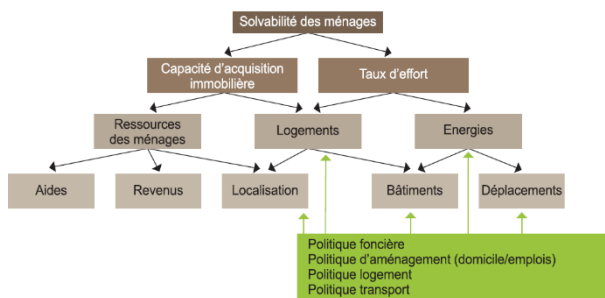 Solvabilité des ménages
Capacité d'acquisition
immobilière
Taux d'effort
Ressources
des ménages
Logements
Energies
Aides
Revenus
Localisation
Bâtiments
Déplacements
Politique foncière
Politique d'aménagement (domicile/emplois)
Politique logement
Politique transport